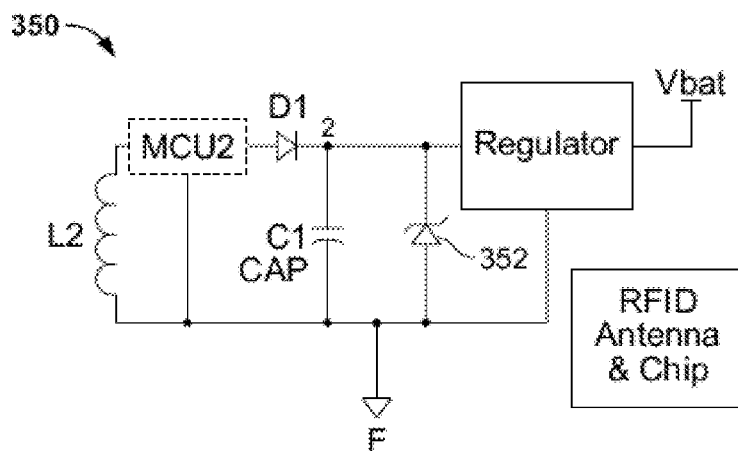 350
D1
2
MCU2
Regulator
Vbat
L2
C1
CAP
352
RFID
Antenna
& Chip
F